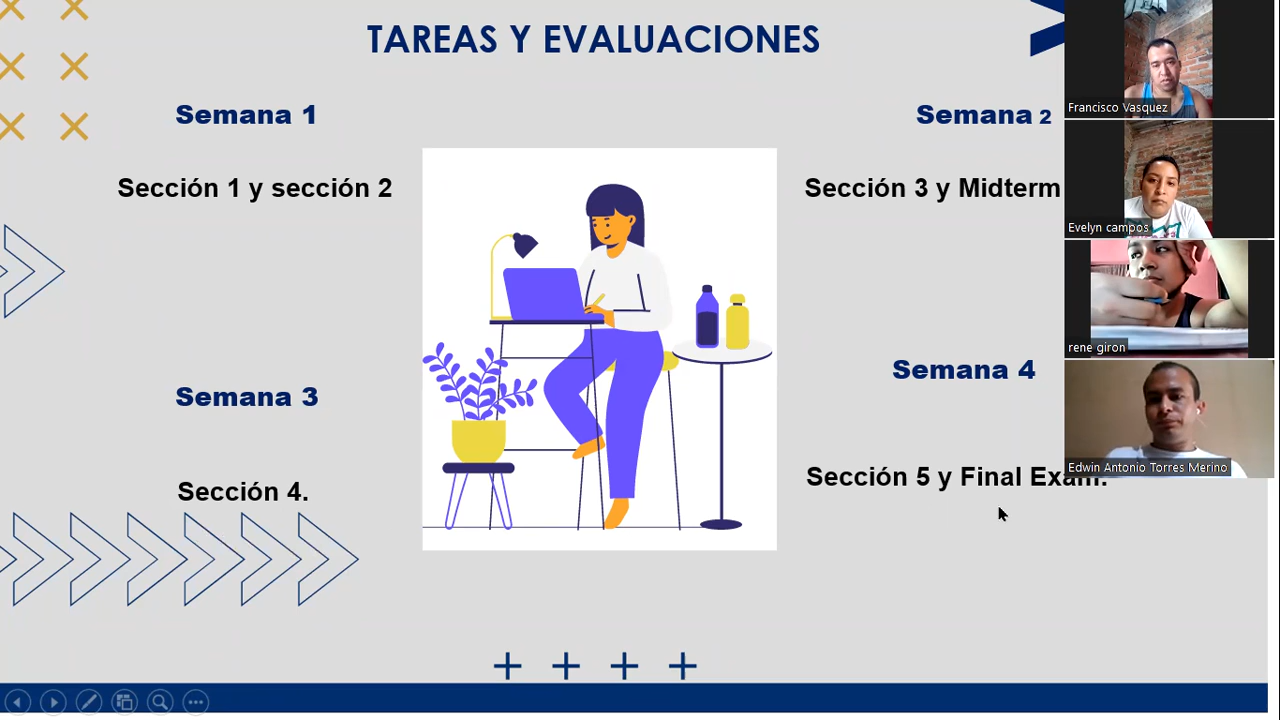 TAREAS Y EVALUACIONES
Semana 1
Semana 2
Sección 1 y sección 2
Sección 3 y Midterm
Semana 3
Semana 4
Sección 4.
Sección 5 y Final Exam.
Francisco Vasquez
Evelyn campos
rene giron
Edwin Antonio Torres Merino